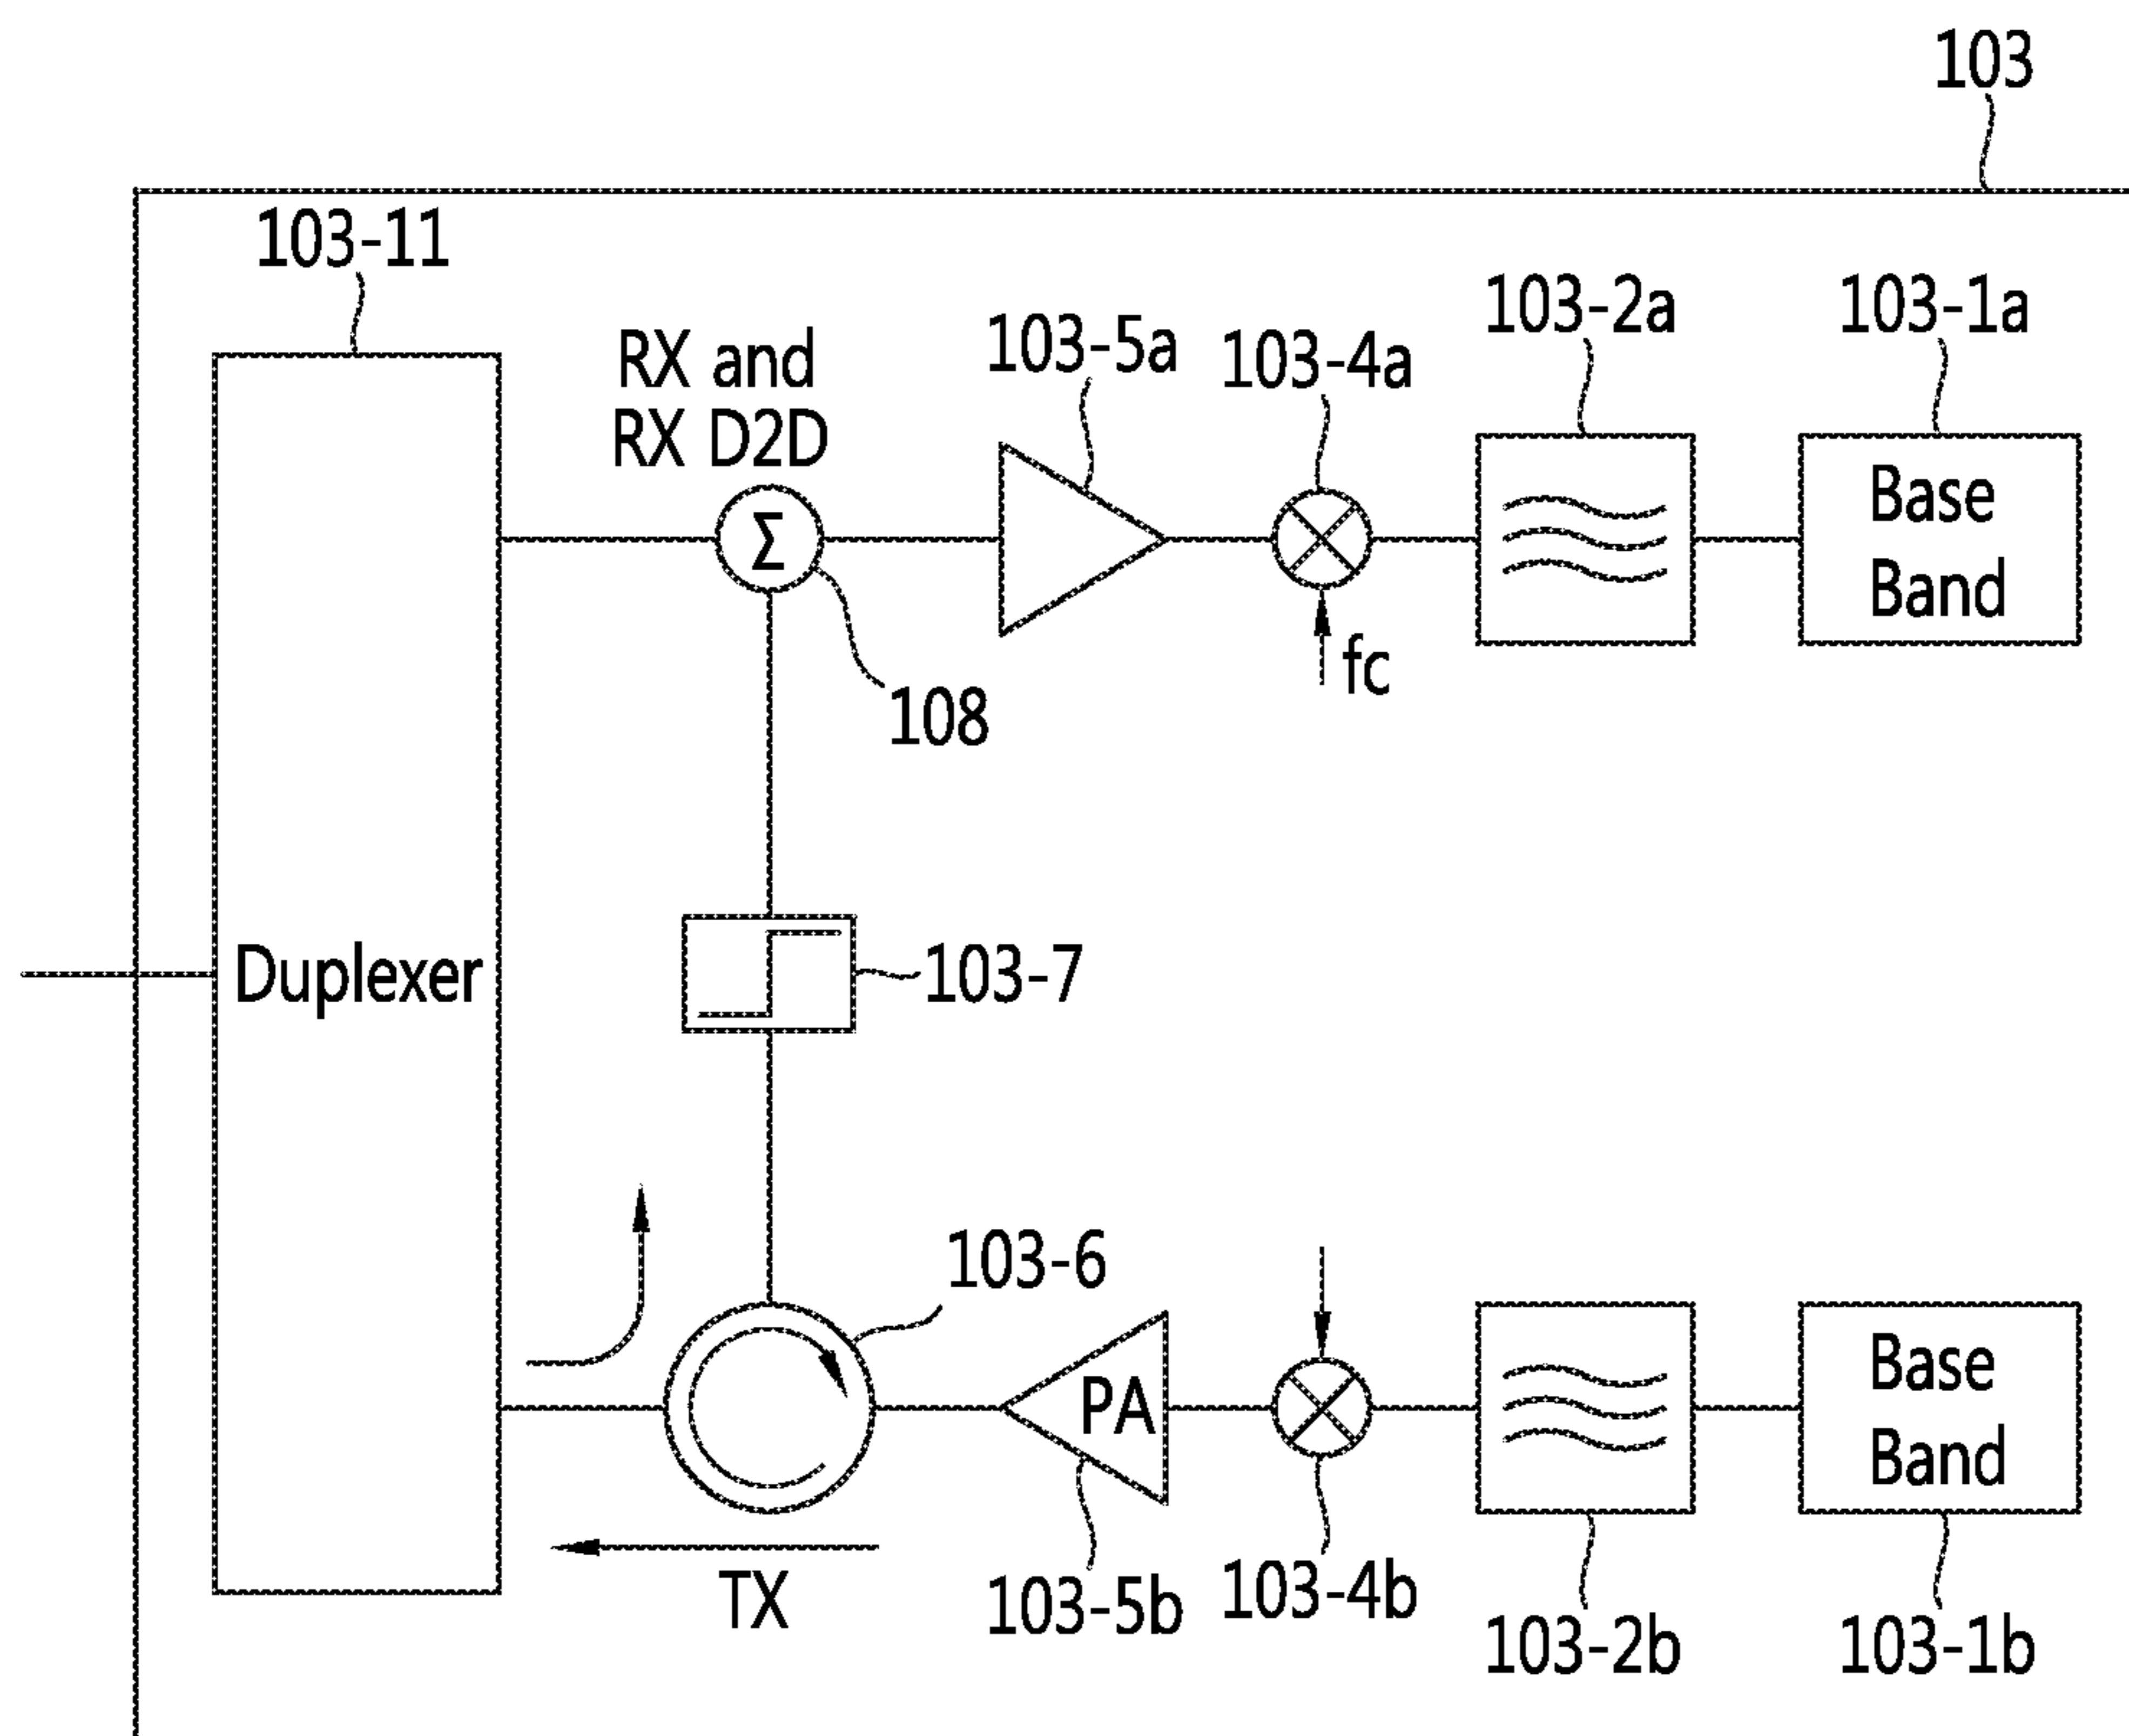 103
103-11
RX and
RX D2D
103-5a
103-4a
103-2a
103-1a
Σ
Base
Band
fc
108
Duplexer
103-7
103-6
PA
Base
Band
TX
103-5b
103-4b
103-2b
103-1b